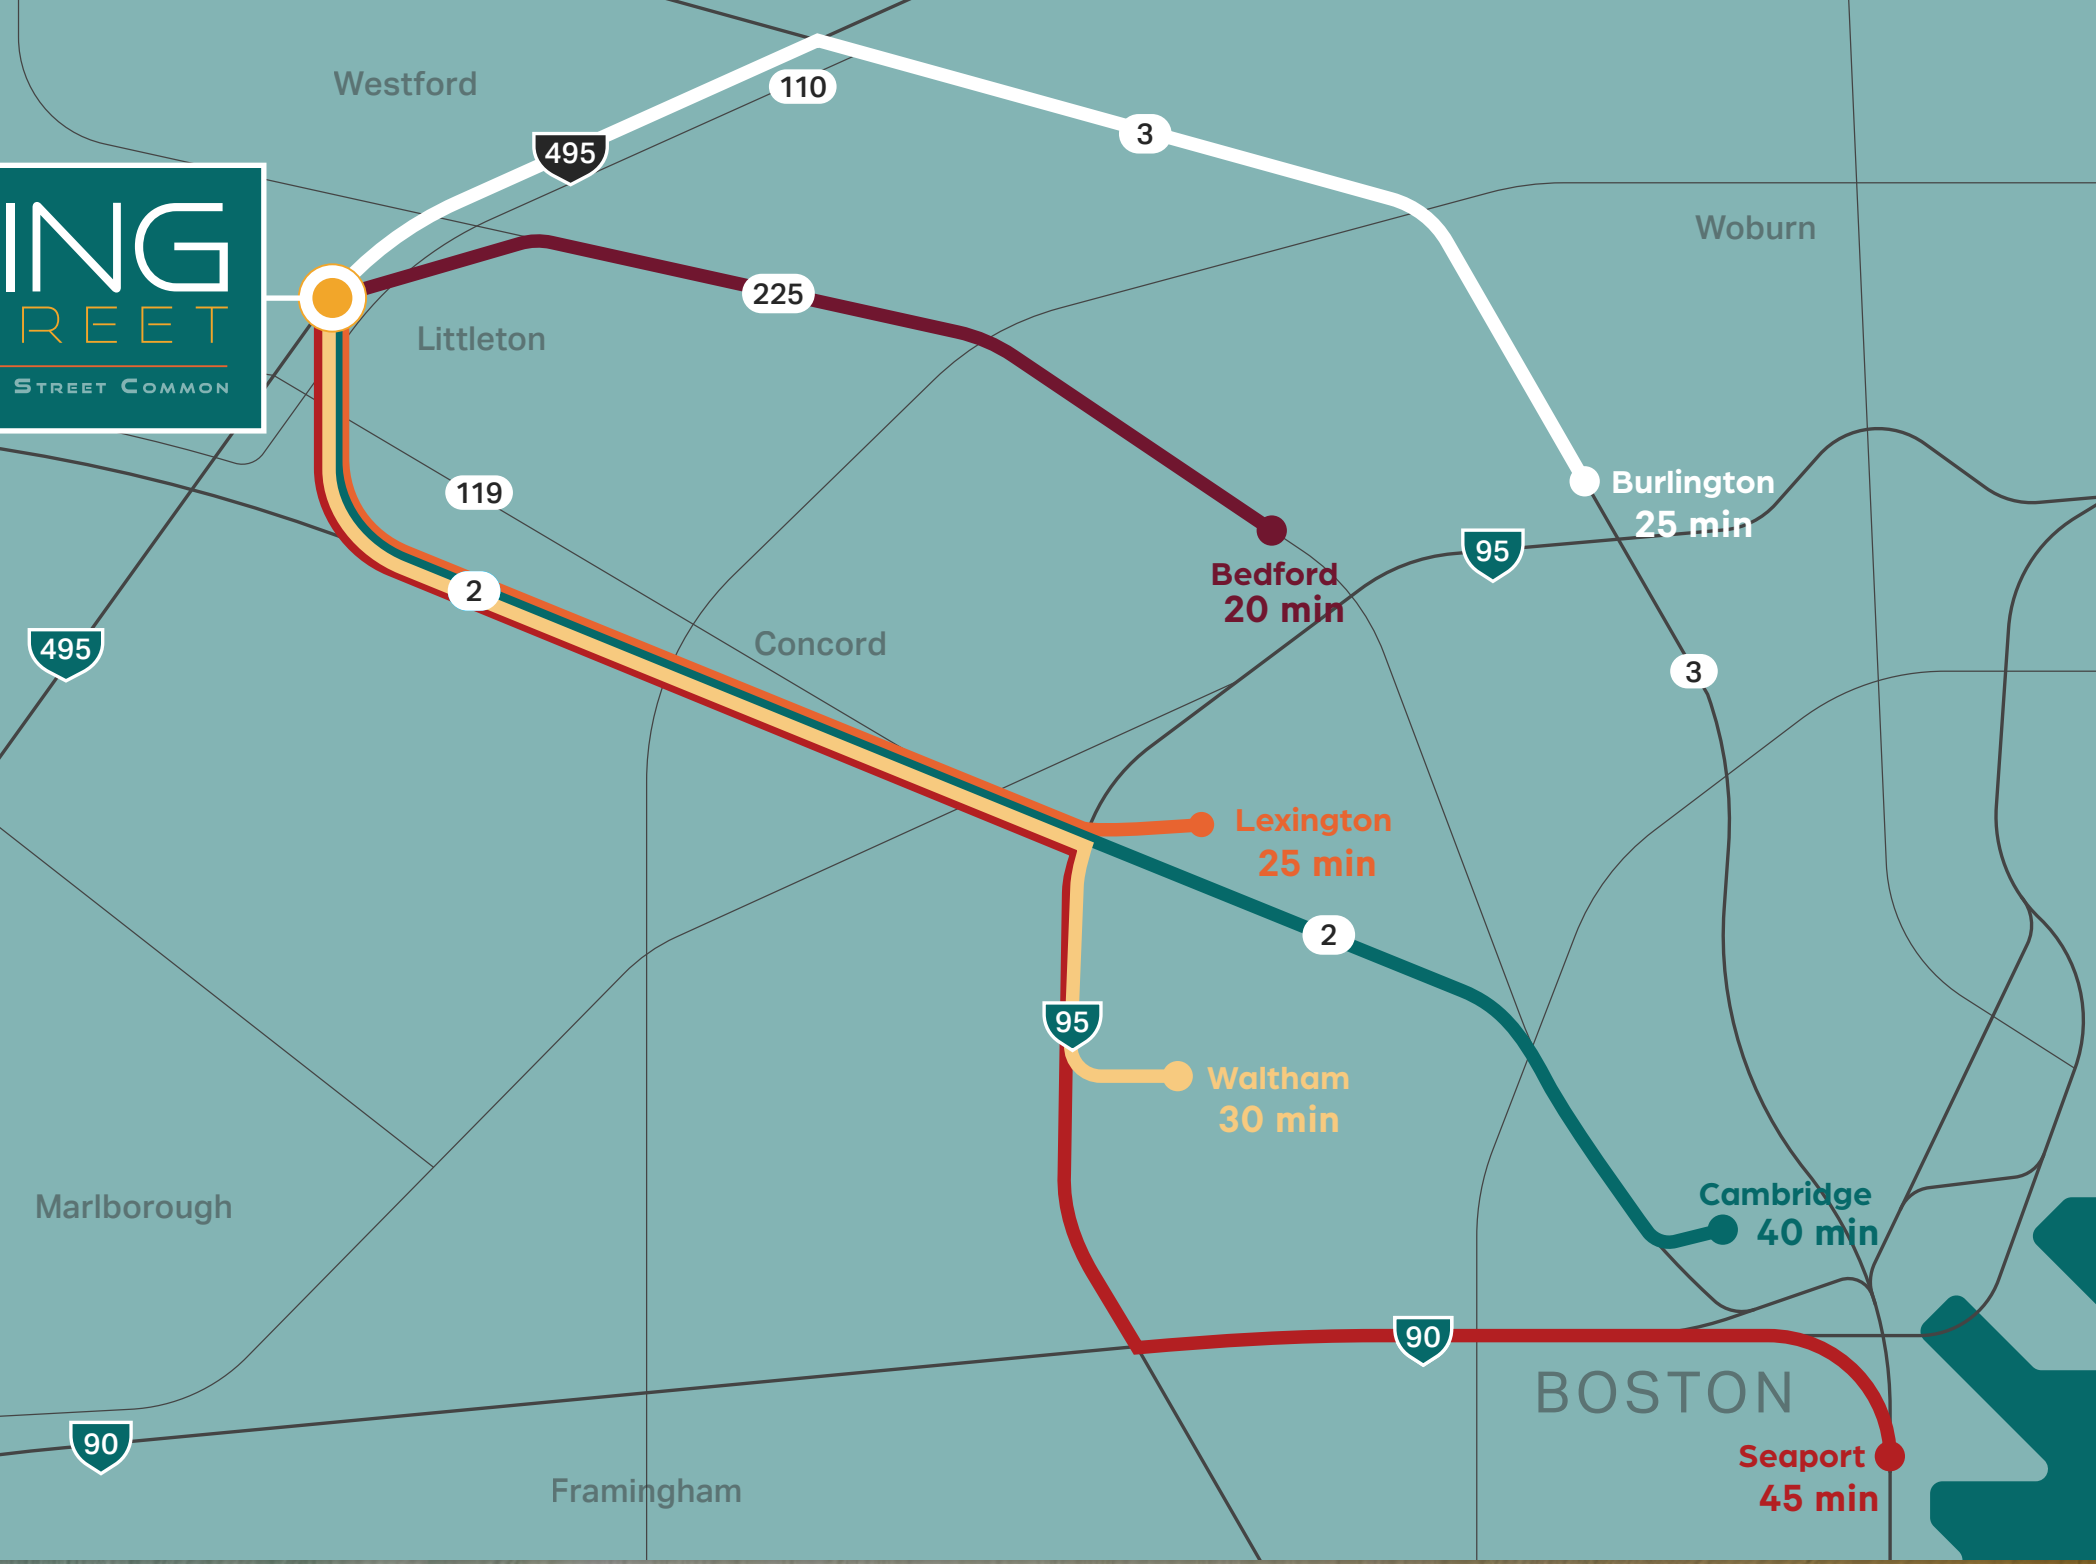 Westford
110
495
3
ING
REET
STREET COMMON
225
Woburn
Littleton
119
Burlington
25 min
95
Bedford
20 min
2
Concord
495
3
Lexington
25 min
2
95
Waltham
30 min
Marlborough
Cambridge
40 min
90
BOSTON
90
Seaport
45 min
Framingham